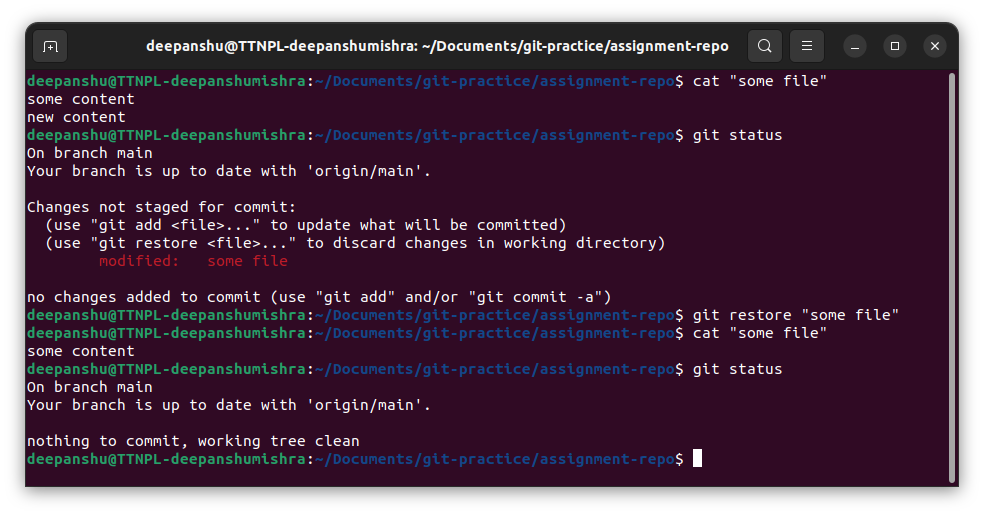 deepanshu@TTNPL-deepanshumishra: ~/Documents/git-practice/assignment-repo
deepanshu@TTNPL-deepanshumishra:~/Documents/git-practice/assignment-repo$ cat "some file"
some content
new content
deepanshu@TTNPL-deepanshumishra:~/Documents/git-practice/assignment-repo$ git status
On branch main
Your branch is up to date with 'origin/main'.

Changes not staged for commit:
  (use "git add <file>..." to update what will be committed)
  (use "git restore <file>..." to discard changes in working directory)
        modified:   some file

no changes added to commit (use "git add" and/or "git commit -a")
deepanshu@TTNPL-deepanshumishra:~/Documents/git-practice/assignment-repo$ git restore "some file"
deepanshu@TTNPL-deepanshumishra:~/Documents/git-practice/assignment-repo$ cat "some file"
some content
deepanshu@TTNPL-deepanshumishra:~/Documents/git-practice/assignment-repo$ git status
On branch main
Your branch is up to date with 'origin/main'.

nothing to commit, working tree clean
deepanshu@TTNPL-deepanshumishra:~/Documents/git-practice/assignment-repo$